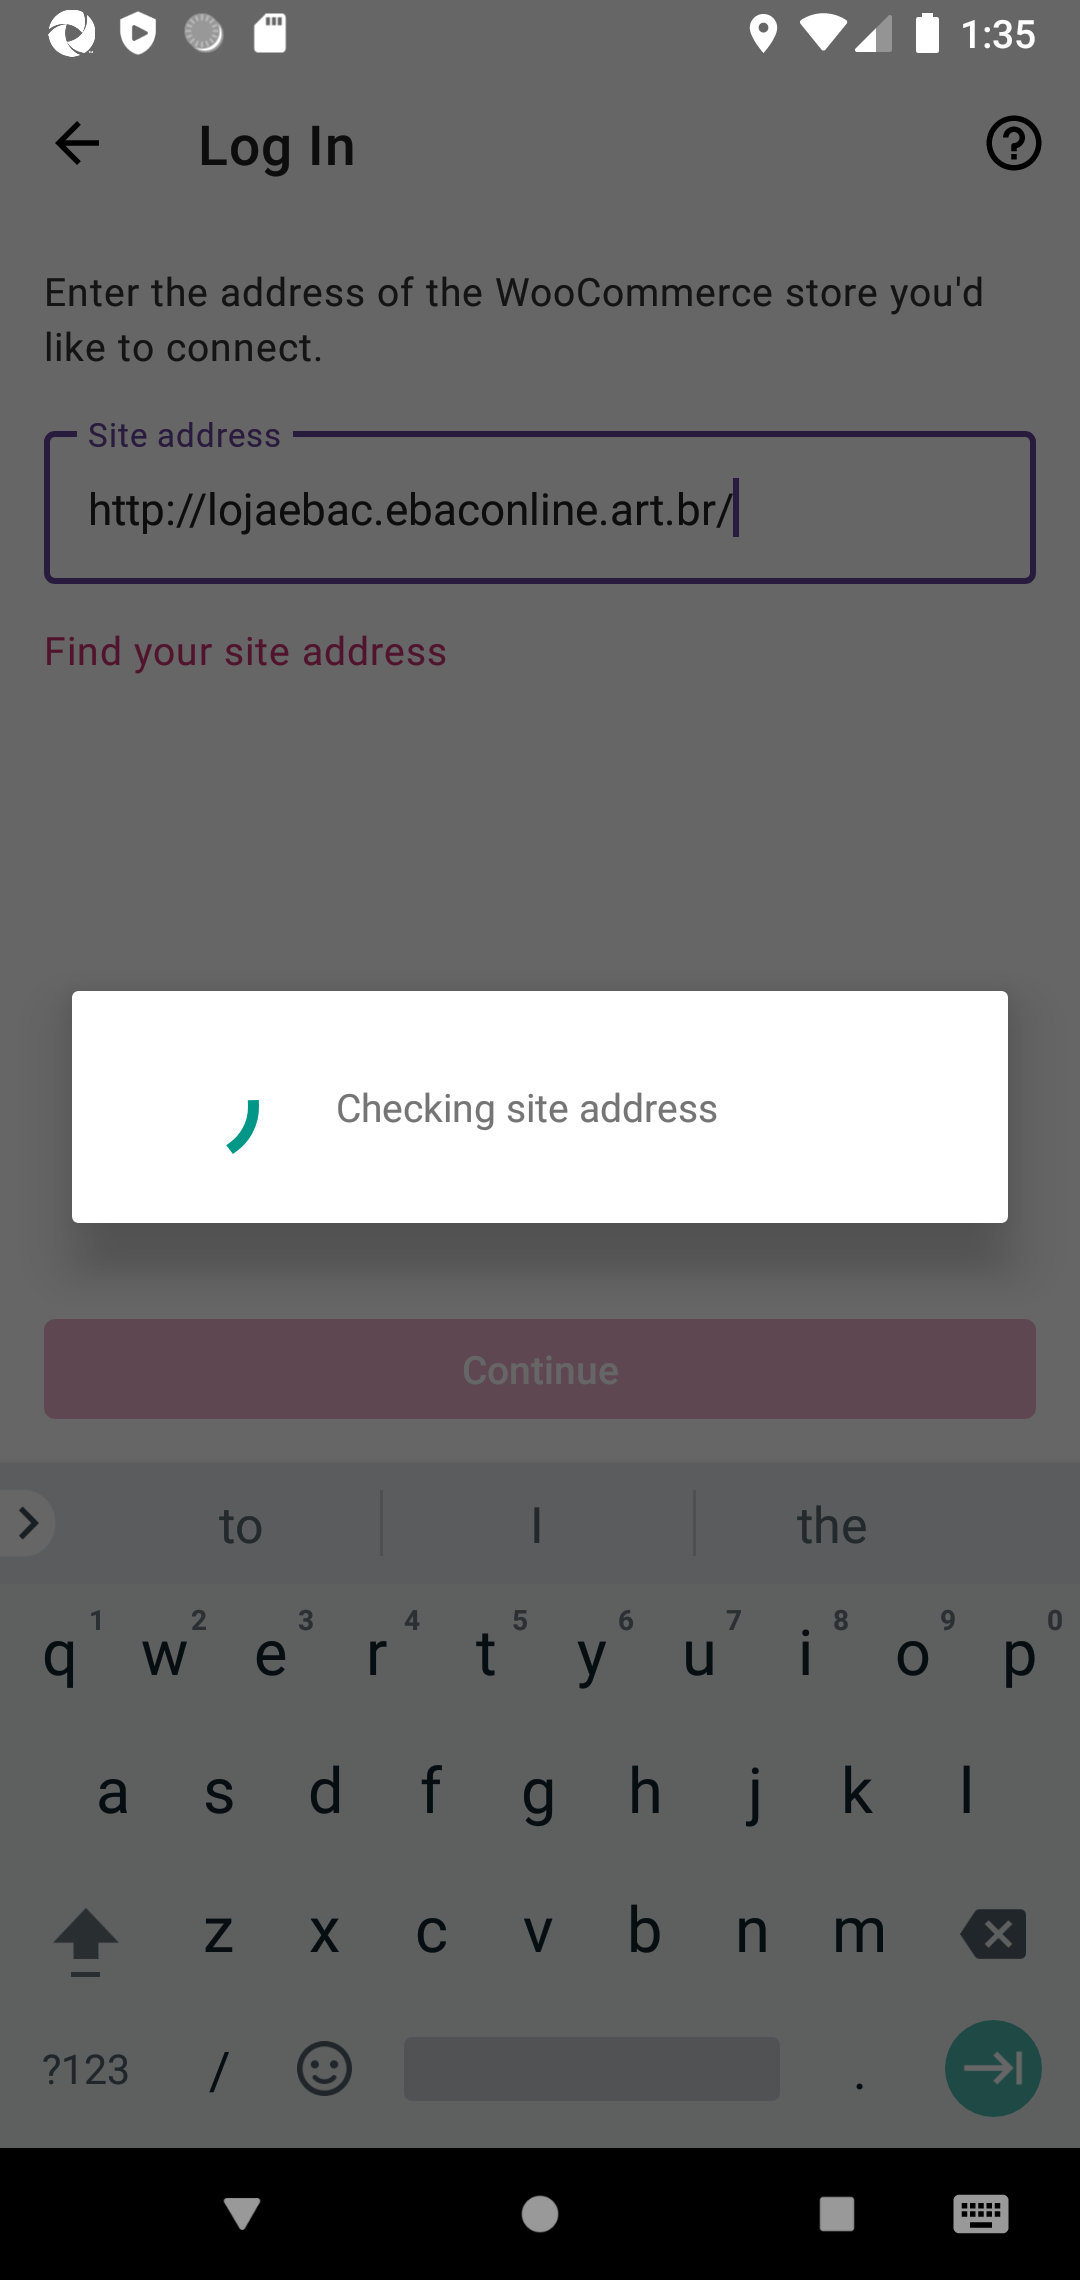 1:35
Log In
Enter the address of the WooCommerce store you'd
like to connect.
Site address
http://lojaebac.ebaconline.art.br/
Find your site address
Checking site address
Continue
to I the
1 2 3 4 5 6 7 8 9 0
q w e r t y u i o p
a s d f g h j k l
z x c v b n m
?123 / .